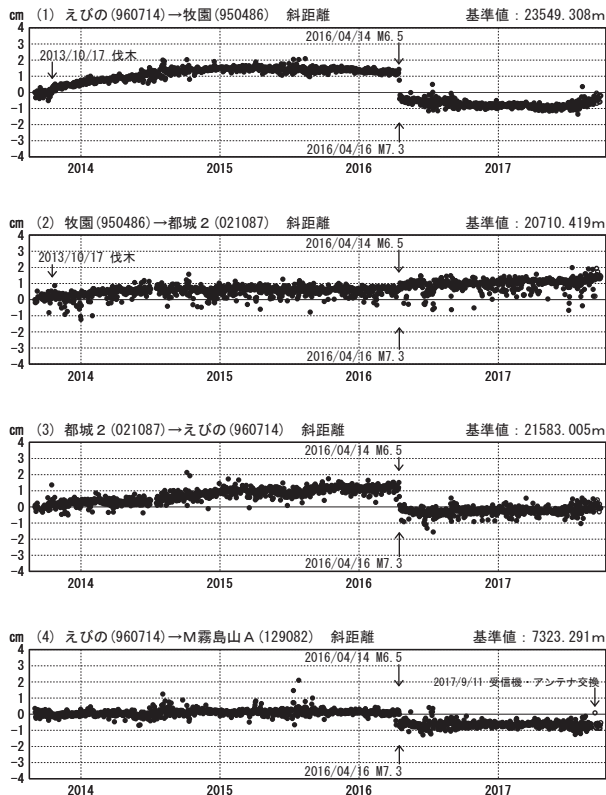 cm (1) えびの(960714)→牧園(950486) 斜距離 基準値：23549.308m
4
3
2
1
0
-1
-2
-3
-4
2016/04/14 M6.5
2013/10/17 伐木
2016/04/16 M7.3
2014 2015 2016 2017
cm (2) 牧園(950486)→都城２(021087) 斜距離 基準値：20710.419m
4
3
2
1
0
-1
-2
-3
-4
2016/04/14 M6.5
2013/10/17 伐木
2016/04/16 M7.3
2014 2015 2016 2017
cm (3) 都城２(021087)→えびの(960714) 斜距離 基準値：21583.005m
4
3
2
1
0
-1
-2
-3
-4
2016/04/14 M6.5
2016/04/16 M7.3
2014 2015 2016 2017
cm (4) えびの(960714)→Ｍ霧島山Ａ(129082) 斜距離 基準値：7323.291m
4
3
2
1
0
-1
-2
-3
-4
2016/04/14 M6.5
2017/9/11 受信機・アンテナ交換
2016/04/16 M7.3
2014 2015 2016 2017